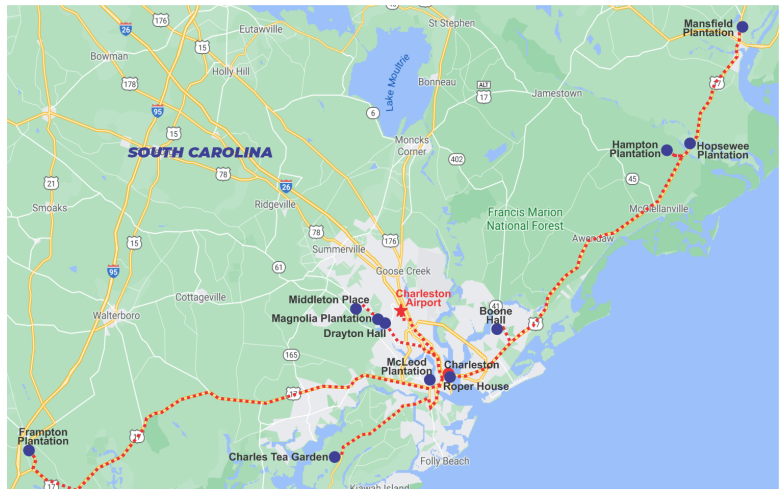 Mansfield
Plantation
26
176
15
Eutawville
St Stephen
Bowman
Holly Hill
178
Lake Moultrie
Bonneau
ALT
17
Jamestown
17
95
15
6
SOUTH CAROLINA
Moncks
Corner
402
Hampton
Plantation
Hopsewee
Plantation
78
21
26
45
Smoaks
Ridgeville
Francis Marion
National Forest
McClellanville
15
78
176
Awendaw
Summerville
95
61
Goose Creek
Cottageville
Middleton Place
Charleston
Airport
41
Walterboro
Magnolia Plantation
Boone
Hall
Drayton Hall
165
McLeod
Plantation
Charleston
Roper House
17
Frampton
Plantation
17
Charles Tea Garden
Folly Beach
17
Kiawah Island